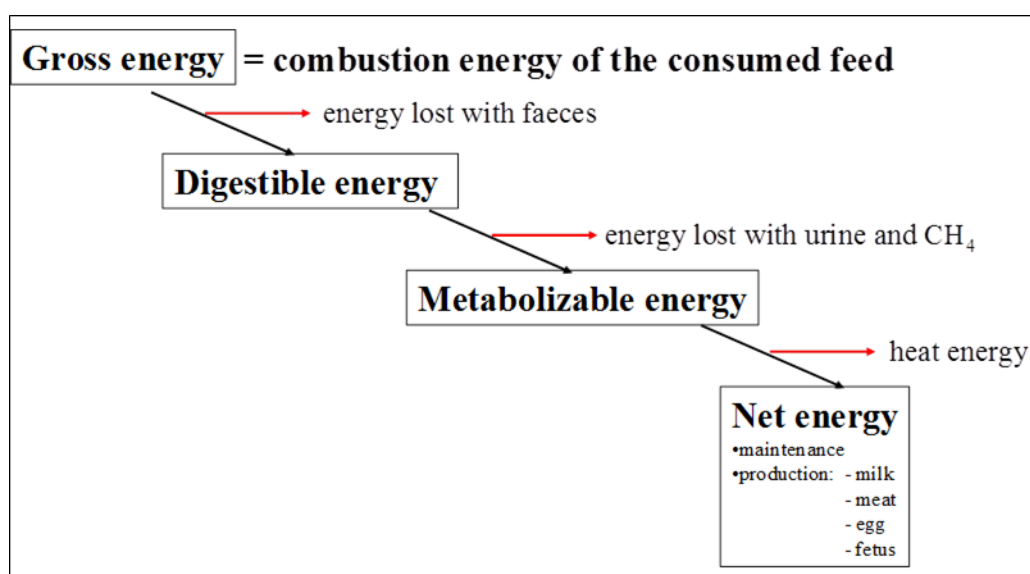 Gross energy = combustion energy of the consumed feed
energy lost with faeces
Digestible energy
energy lost with urine and CH₄
Metabolizable energy
heat energy
Net energy
•maintenance
•production: - milk
- meat
- egg
- fetus